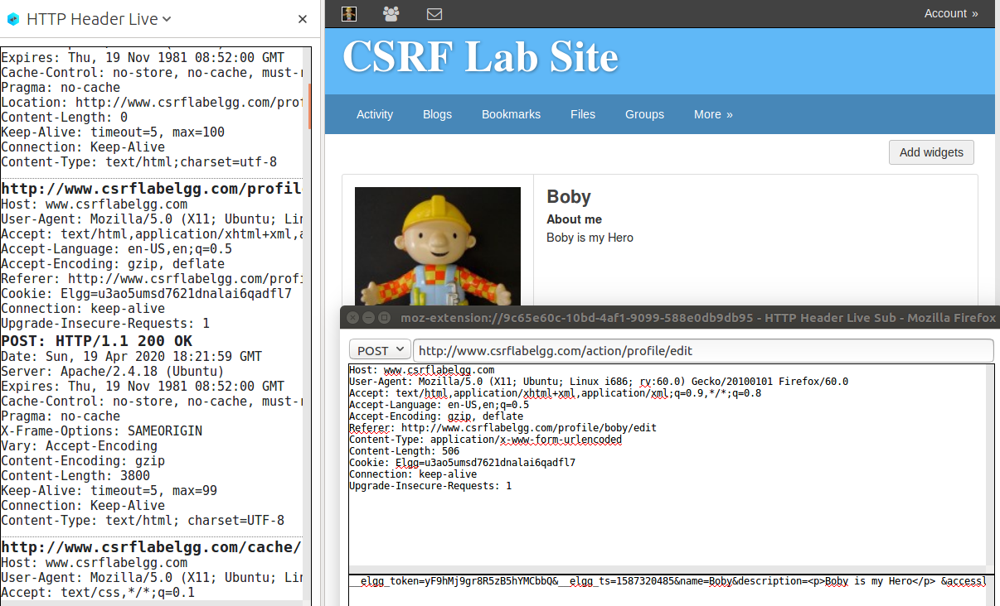 HTTP Header Live
Expires: Thu, 19 Nov 1981 08:52:00 GMT
Cache-Control: no-store, no-cache, must-r
Pragma: no-cache
Location: http://www.csrflabelgg.com/prof
Content-Length: 0
Keep-Alive: timeout=5, max=100
Connection: Keep-Alive
Content-Type: text/html;charset=utf-8
http://www.csrflabelgg.com/profil
Host: www.csrflabelgg.com
User-Agent: Mozilla/5.0 (X11; Ubuntu; Lin
Accept: text/html,application/xhtml+xml,a
Accept-Language: en-US,en;q=0.5
Accept-Encoding: gzip, deflate
Referer: http://www.csrflabelgg.com/profi
Cookie: Elgg=u3ao5umsd7621dnalai6qadfl7
Connection: keep-alive
Upgrade-Insecure-Requests: 1
POST: HTTP/1.1 200 OK
Date: Sun, 19 Apr 2020 18:21:59 GMT
Server: Apache/2.4.18 (Ubuntu)
Expires: Thu, 19 Nov 1981 08:52:00 GMT
Cache-Control: no-store, no-cache, must-r
Pragma: no-cache
X-Frame-Options: SAMEORIGIN
Vary: Accept-Encoding
Content-Encoding: gzip
Content-Length: 3800
Keep-Alive: timeout=5, max=99
Connection: Keep-Alive
Content-Type: text/html; charset=UTF-8
http://www.csrflabelgg.com/cache/
Host: www.csrflabelgg.com
User-Agent: Mozilla/5.0 (X11; Ubuntu; Lin
Accept: text/css,*/*;q=0.1
Account »
CSRF Lab Site
Activity Blogs Bookmarks Files Groups More »
Add widgets
Boby
About me
Boby is my Hero
moz-extension://9c65e60c-10bd-4af1-9099-588e0db9db95 - HTTP Header Live Sub - Mozilla Firefox
POST http://www.csrflabelgg.com/action/profile/edit
Host: www.csrflabelgg.com
User-Agent: Mozilla/5.0 (X11; Ubuntu; Linux i686; rv:60.0) Gecko/20100101 Firefox/60.0
Accept: text/html,application/xhtml+xml,application/xml;q=0.9,*/*;q=0.8
Accept-Language: en-US,en;q=0.5
Accept-Encoding: gzip, deflate
Referer: http://www.csrflabelgg.com/profile/boby/edit
Content-Type: application/x-www-form-urlencoded
Content-Length: 506
Cookie: Elgg=u3ao5umsd7621dnalai6qadfl7
Connection: keep-alive
Upgrade-Insecure-Requests: 1
__elgg_token=yF9hMj9gr8R5zB5hYMCbbQ&__elgg_ts=1587320485&name=Boby&description=<p>Boby is my Hero</p> &accessl